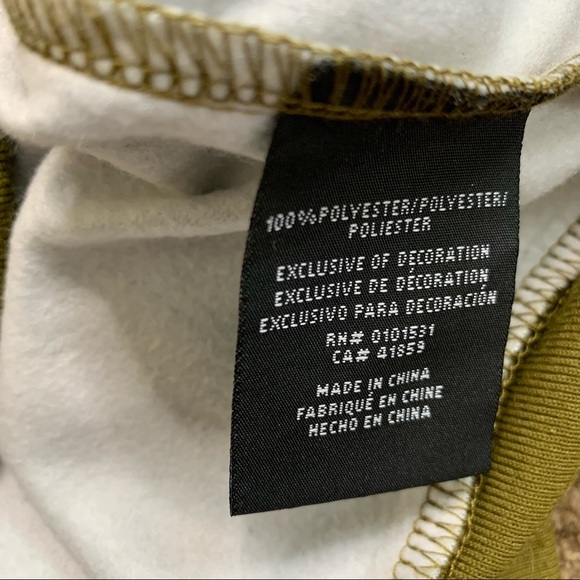 100%POLYESTER/POLYESTER/
POLIESTER
EXCLUSIVE OF DECORATION
EXCLUSIVE DE DÉCORATION
EXCLUSIVO PARA DECORACIÓN
RN# 0101531
CA# 41859
MADE IN CHINA
FABRIQUÉ EN CHINE
HECHO EN CHINA